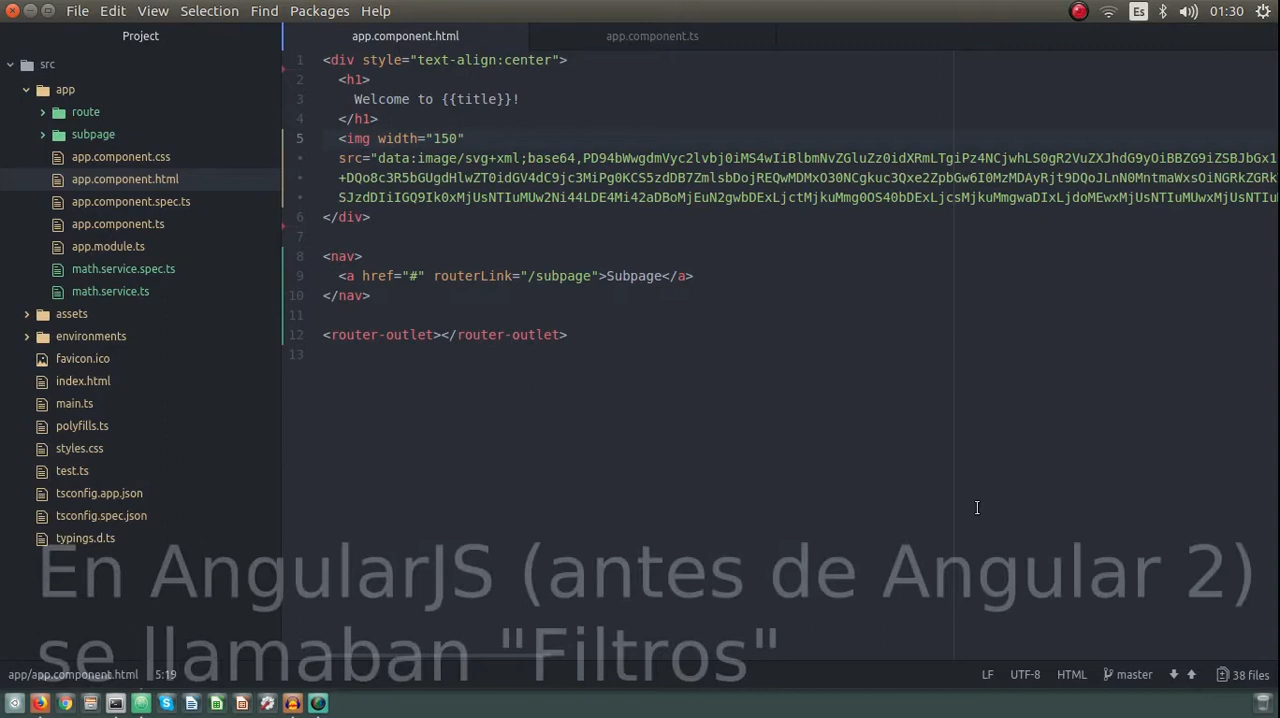 File Edit View Selection Find Packages Help
Es
01:30
Project
app.component.html
app.component.ts
src
app
route
subpage
app.component.css
app.component.html
app.component.spec.ts
app.component.ts
app.module.ts
math.service.spec.ts
math.service.ts
assets
environments
favicon.ico
index.html
main.ts
polyfills.ts
styles.css
test.ts
tsconfig.app.json
tsconfig.spec.json
typings.d.ts
1 <div style="text-align:center">
2 <h1>
3 Welcome to {{title}}!
4 </h1>
5 <img width="150"
src="data:image/svg+xml;base64,
6 </div>
7
8 <nav>
9 <a href="#" routerLink="/subpage">Subpage</a>
10 </nav>
11
12 <router-outlet></router-outlet>
13
En AngularJS (antes de Angular 2)
se llamaban "Filtros"
app/app.component.html 5:19
LF UTF-8 HTML master 38 files